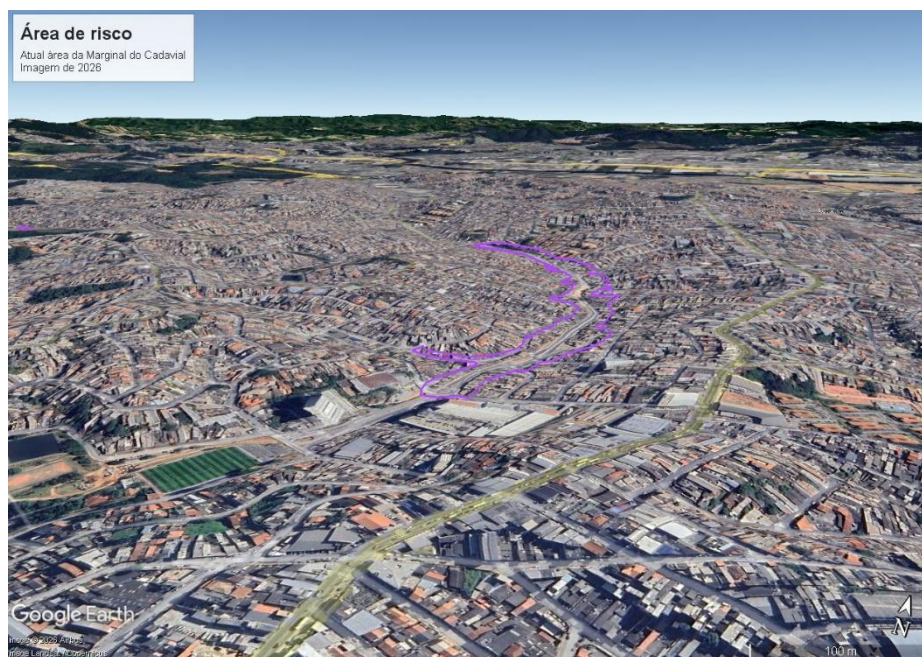 Área de risco
Atual área da Marginal do Cadavial
Imagem de 2026
Google Earth
N
100 m